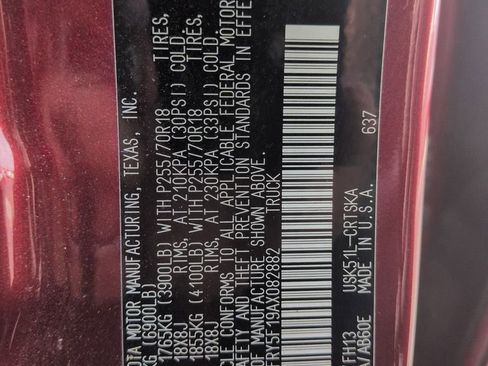 OTA MOTOR MANUFACTURING, TEXAS, INC.
KG (6900LB)
1765KG (3900LB) WITH P255/70R18 TIRES,
18X8J RIMS, AT 210KPA (30PSI) COLD.
1855KG (4100LB) WITH P255/70R18 TIRES,
18X8J RIMS, AT 230KPA (33PSI) COLD.
CLE CONFORMS TO ALL APPLICABLE FEDERAL MOTOR
SAFETY AND THEFT PREVENTION STANDARDS IN EFFE
OF MANUFACTURE SHOWN ABOVE.
FRY5F19AX082882 TRUCK
FH13 USK51L-CRTSKA 637
A/AB60E MADE IN U.S.A.